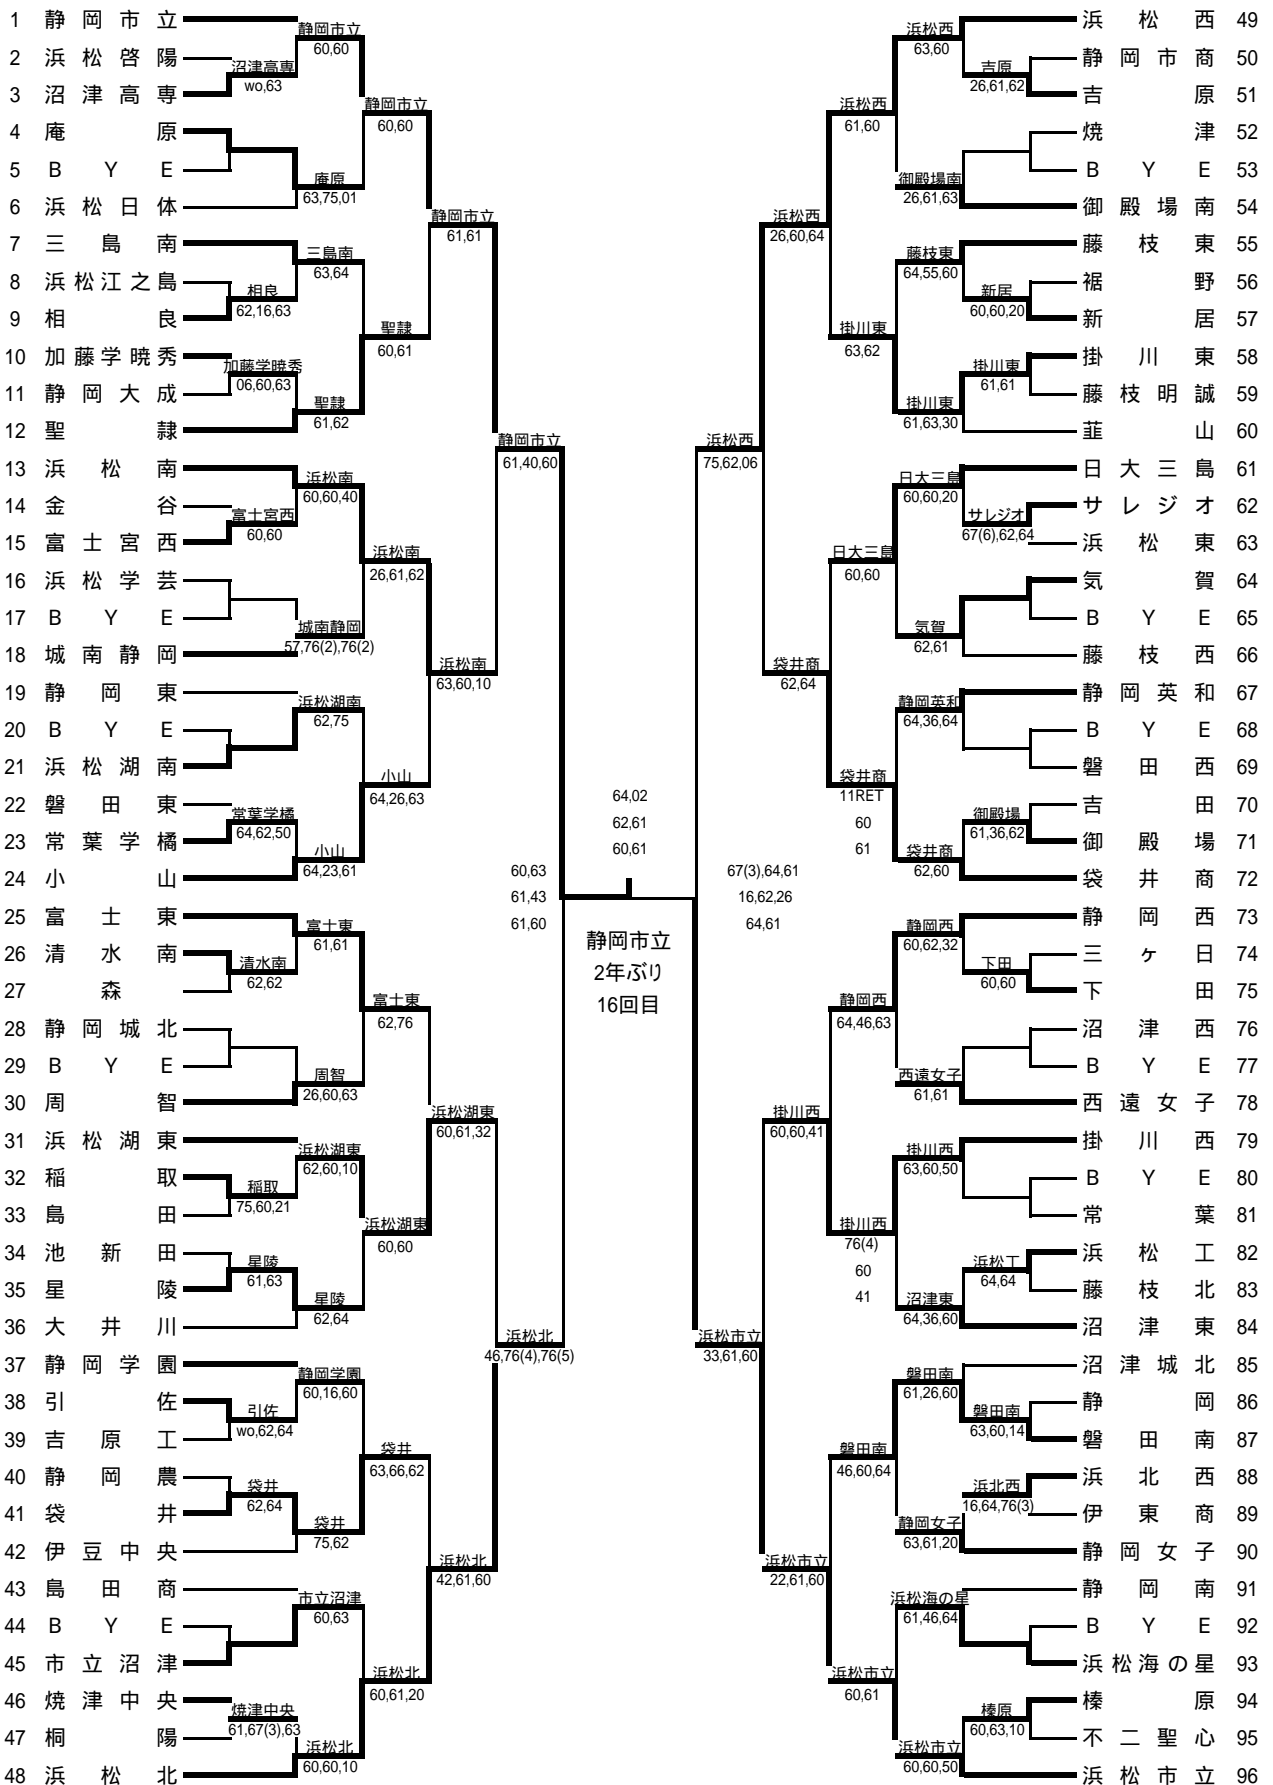 1 静岡市立
2 浜松啓陽
3 沼津高専
4 庵原
5 BYE
6 浜松日体
7 三島南
8 浜松江之島
9 相良
10 加藤学暁秀
11 静岡大成
12 聖隷
13 浜松南
14 金谷
15 富士宮西
16 浜松学芸
17 BYE
18 城南静岡
19 静岡東
20 BYE
21 浜松湖南
22 磐田東
23 常葉学橘
24 小山
25 富士東
26 清水南
27 森
28 静岡城北
29 BYE
30 周智
31 浜松湖東
32 稲取
33 島田
34 池新田
35 星陵
36 大井川
37 静岡学園
38 引佐
39 吉原工
40 静岡農
41 袋井
42 伊豆中央
43 島田商
44 BYE
45 市立沼津
46 焼津中央
47 桐陽
48 浜松北
沼津高専
wo,63
相良
62,16,63
加藤学暁秀
06,60,63
富士宮西
60,60
常葉学橘
64,62,50
清水南
62,62
稲取
75,60,21
星陵
61,63
引佐
wo,62,64
袋井
62,64
焼津中央
61,67(3),63
静岡市立
60,60
庵原
63,75,01
三島南
63,64
聖隷
61,62
浜松南
60,60,40
城南静岡
57,76(2),76(2)
浜松湖南
62,75
小山
64,23,61
富士東
61,61
周智
26,60,63
浜松湖東
62,60,10
星陵
62,64
静岡学園
60,16,60
袋井
75,62
市立沼津
60,63
浜松北
60,60,10
静岡市立
60,60
聖隷
60,61
浜松南
26,61,62
小山
64,26,63
富士東
62,76
浜松湖東
60,60
袋井
63,66,62
浜松北
60,61,20
静岡市立
61,61
浜松南
63,60,10
浜松湖東
60,61,32
浜松北
42,61,60
静岡市立
61,40,60
浜松北
46,76(4),76(5)
60,63
61,43
61,60
64,02
62,61
60,61
静岡市立
2年ぶり
16回目
67(3),64,61
16,62,26
64,61
浜松西
75,62,06
浜松市立
33,61,60
浜松西
26,60,64
袋井商
62,64
掛川西
60,60,41
浜松市立
22,61,60
浜松西
61,60
掛川東
63,62
日大三島
60,60
袋井商
11RET
60
61
静岡西
64,46,63
掛川西
76(4)
60
41
磐田南
46,60,64
浜松市立
60,61
浜松西
63,60
御殿場南
26,61,63
藤枝東
64,55,60
掛川東
61,63,30
日大三島
60,60,20
気賀
62,61
静岡英和
64,36,64
袋井商
62,60
静岡西
60,62,32
西遠女子
61,61
掛川西
63,60,50
沼津東
64,36,60
磐田南
61,26,60
静岡女子
63,61,20
浜松海の星
61,46,64
浜松市立
60,60,50
吉原
26,61,62
新居
60,60,20
掛川東
61,61
サレジオ
67(6),62,64
御殿場
61,36,62
下田
60,60
浜松工
64,64
磐田南
63,60,14
浜北西
16,64,76(3)
榛原
60,63,10
浜松西 49
静岡市商 50
吉原 51
焼津 52
BYE 53
御殿場南 54
藤枝東 55
裾野 56
新居 57
掛川東 58
藤枝明誠 59
韮山 60
日大三島 61
サレジオ 62
浜松東 63
気賀 64
BYE 65
藤枝西 66
静岡英和 67
BYE 68
磐田西 69
吉田 70
御殿場 71
袋井商 72
静岡西 73
三ヶ日 74
下田 75
沼津西 76
BYE 77
西遠女子 78
掛川西 79
BYE 80
常葉 81
浜松工 82
藤枝北 83
沼津東 84
沼津城北 85
静岡 86
磐田南 87
浜北西 88
伊東商 89
静岡女子 90
静岡南 91
BYE 92
浜松海の星 93
榛原 94
不二聖心 95
浜松市立 96